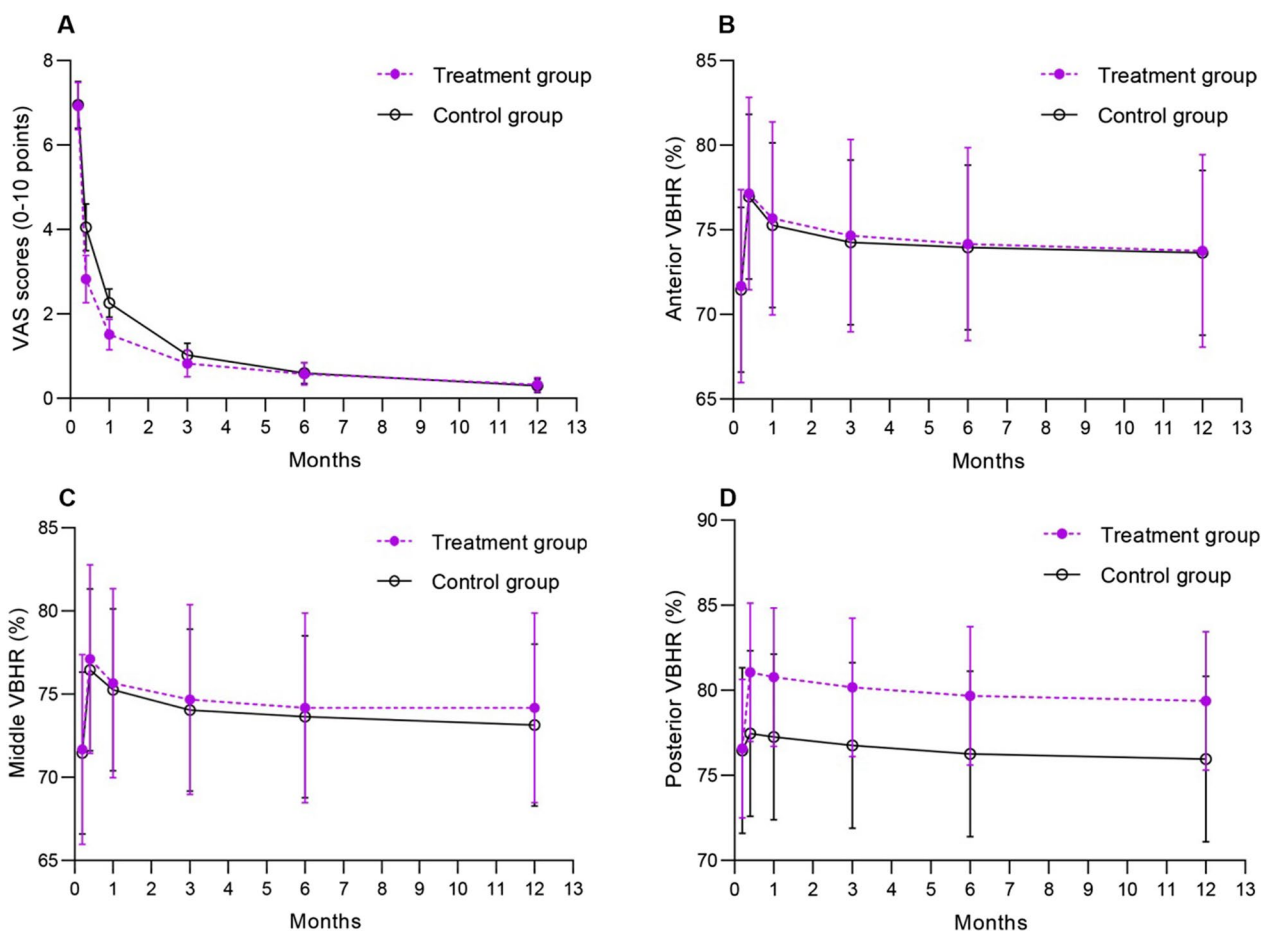 A
VAS scores (0-10 points)
8
6
4
2
0
Treatment group
Control group
0 1 2 3 4 5 6 7 8 9 10 11 12 13
Months
B
Anterior VBHR (%)
85
80
75
70
65
Treatment group
Control group
0 1 2 3 4 5 6 7 8 9 10 11 12 13
Months
C
Middle VBHR (%)
85
80
75
70
65
Treatment group
Control group
0 1 2 3 4 5 6 7 8 9 10 11 12 13
Months
D
Posterior VBHR (%)
90
85
80
75
70
Treatment group
Control group
0 1 2 3 4 5 6 7 8 9 10 11 12 13
Months